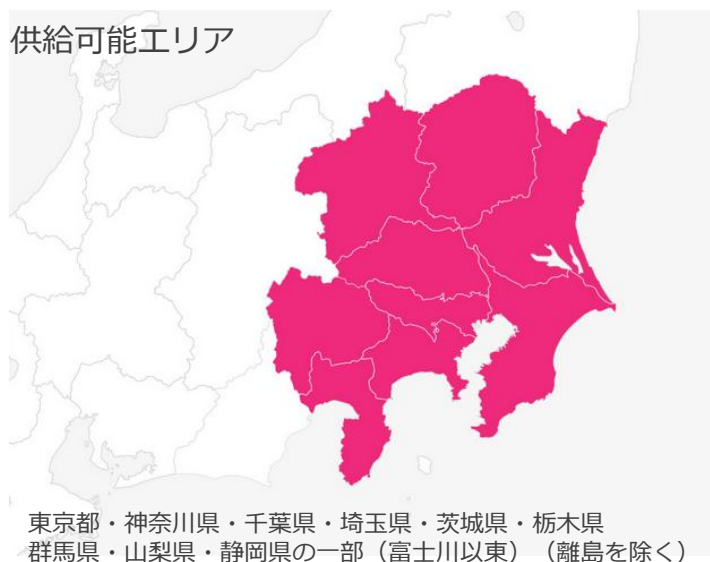 供給可能エリア
東京都・神奈川県・千葉県・埼玉県・茨城県・栃木県
群馬県・山梨県・静岡県の一部（富士川以東）（離島を除く）